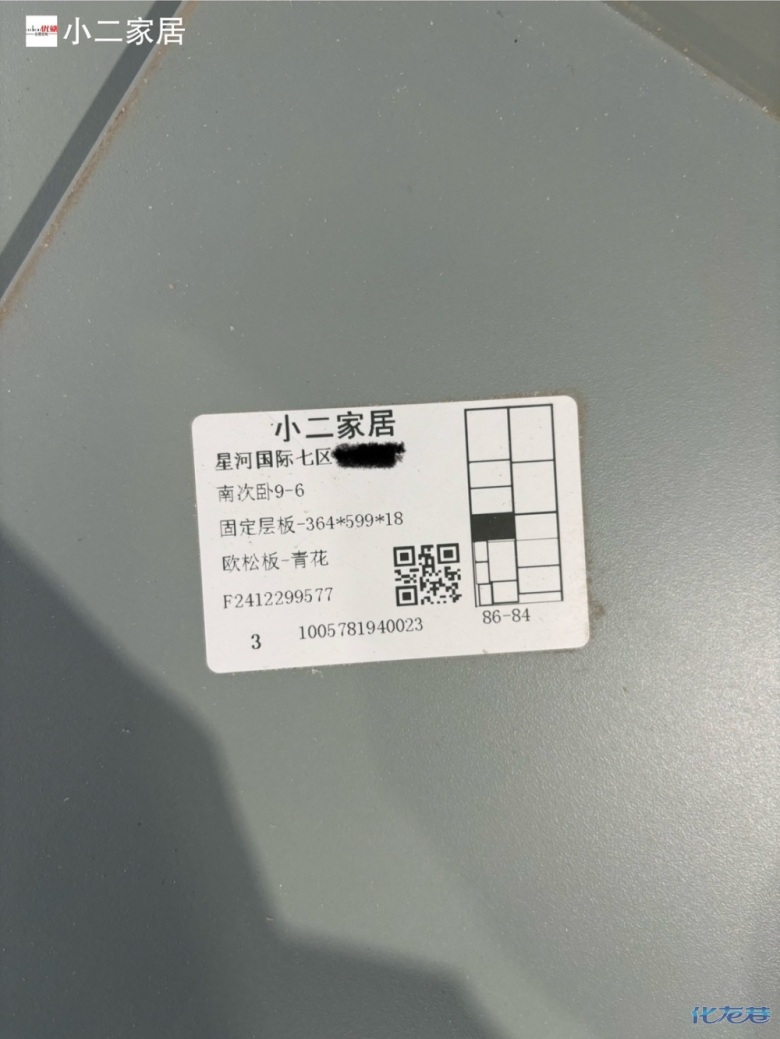 小二家居
小二家居
星河国际七区
南次卧9-6
固定层板-364*599*18
欧松板-青花
F2412299577
3 1005781940023
86-84
化龙巷